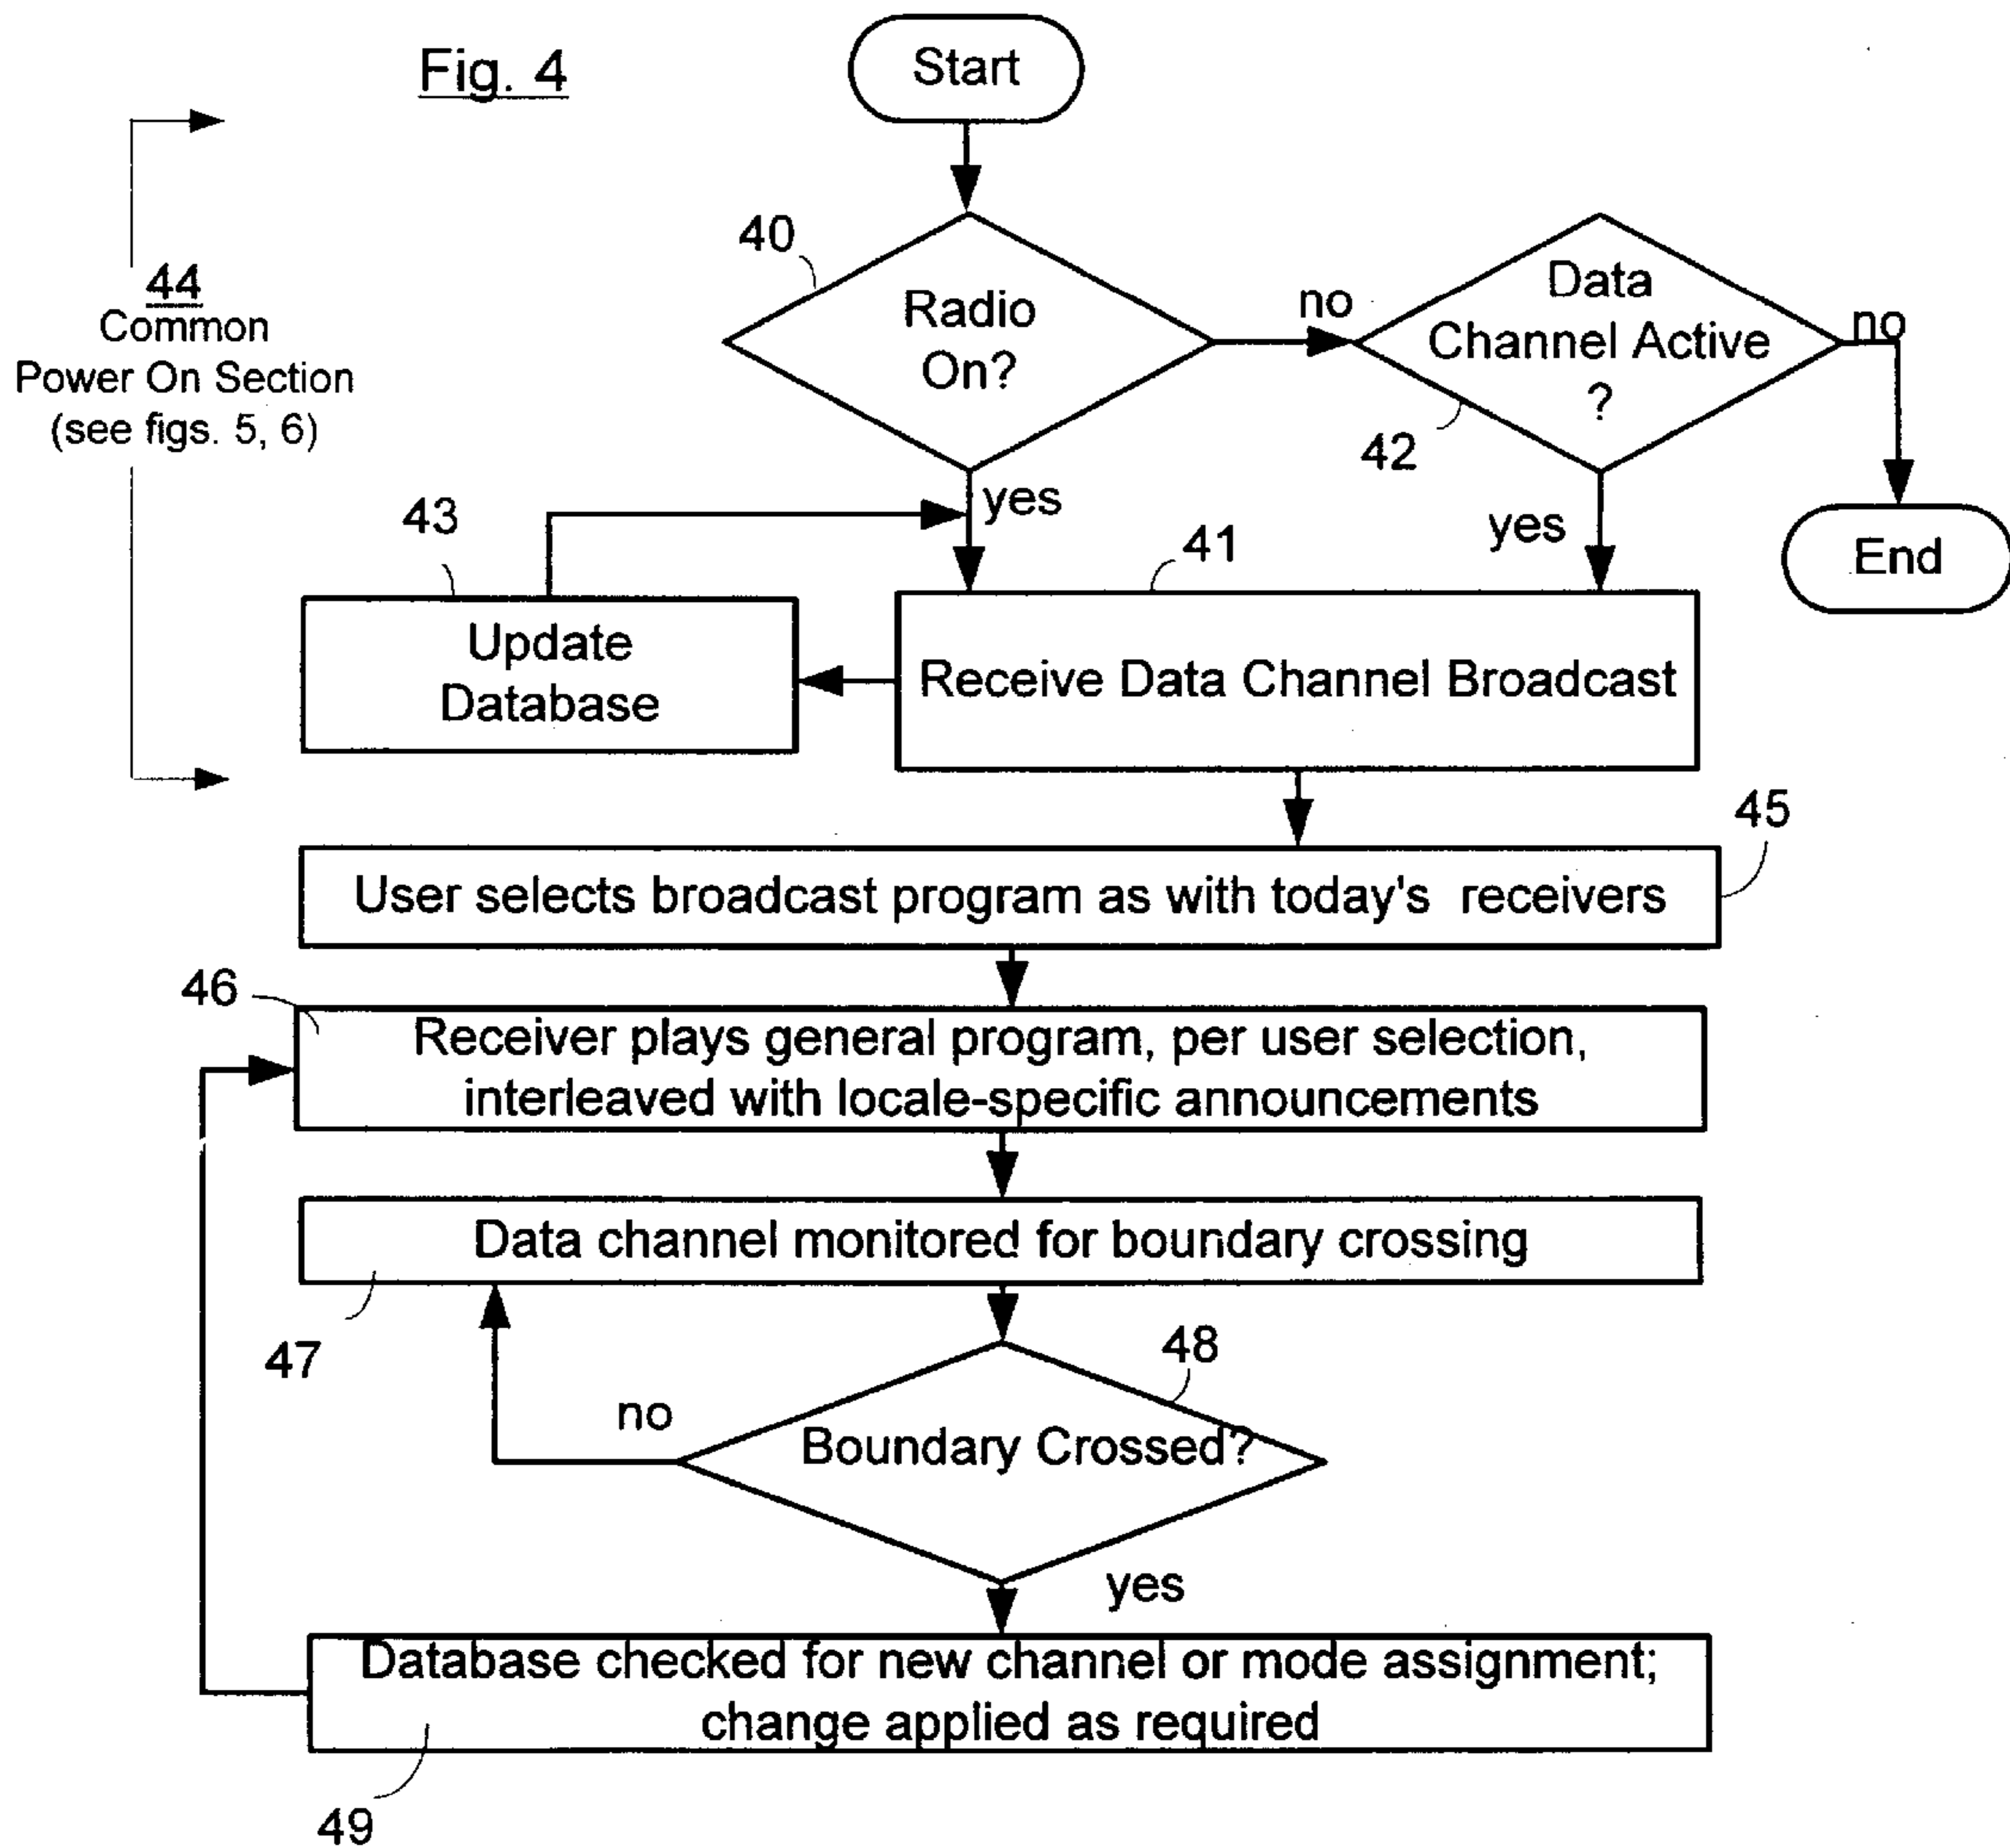 Fig. 4
Start
40
Radio
On?
no
Data
Channel Active
?
no
42
44
Common
Power On Section
(see figs. 5, 6)
yes
yes
End
43
41
Update
Database
Receive Data Channel Broadcast
45
User selects broadcast program as with today's receivers
46
Receiver plays general program, per user selection,
interleaved with locale-specific announcements
Data channel monitored for boundary crossing
47
48
no
Boundary Crossed?
yes
Database checked for new channel or mode assignment;
change applied as required
49